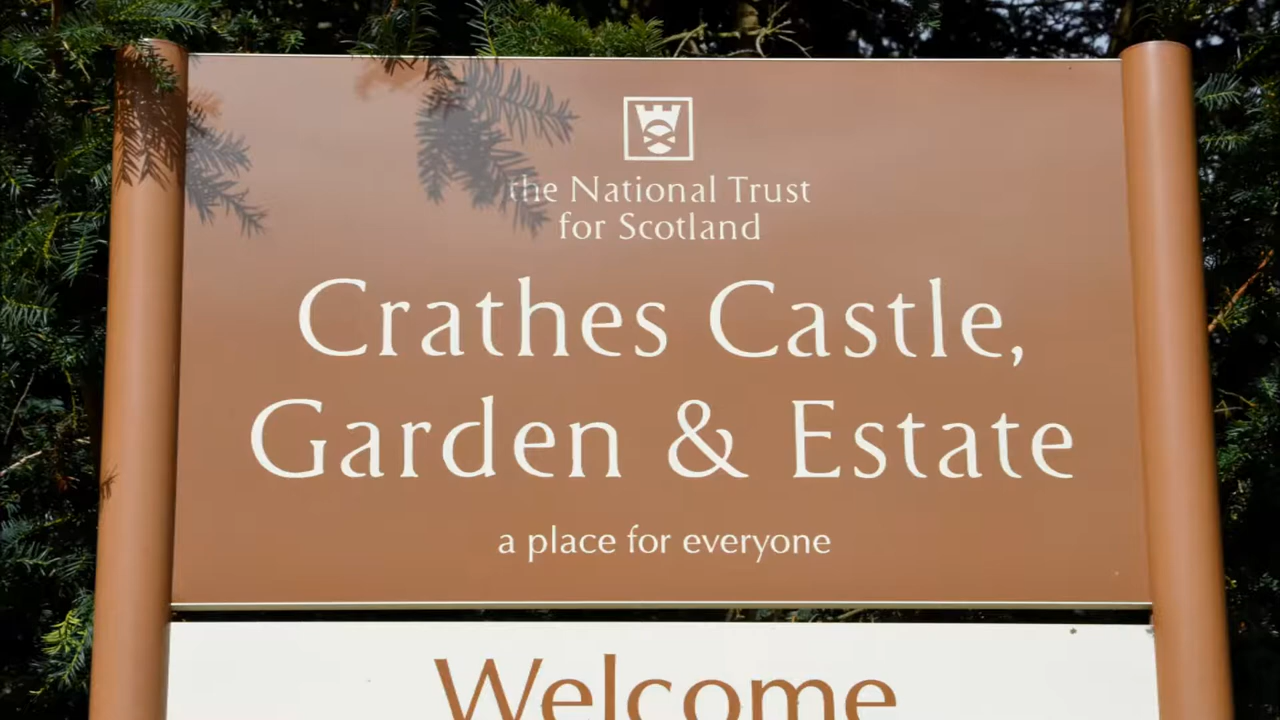 the National Trust
for Scotland
Crathes Castle,
Garden & Estate
a place for everyone
Welcome